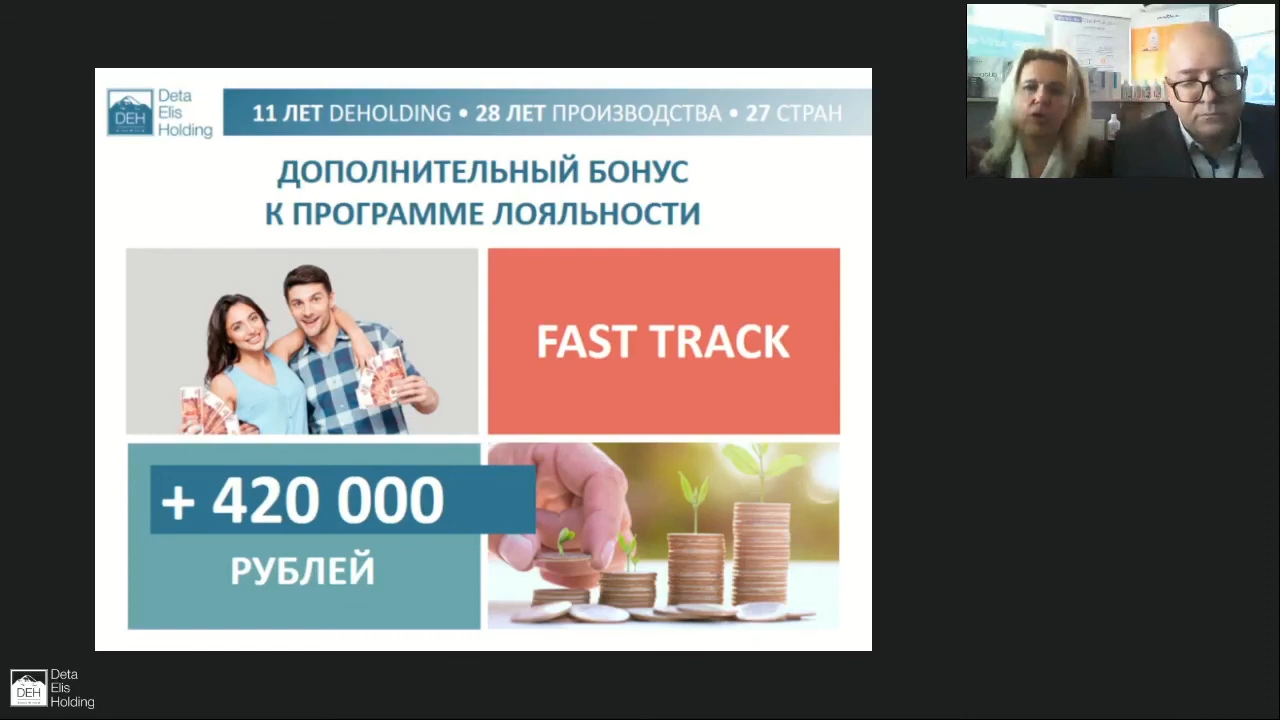 Deta
Elis
Holding
DEH
11 ЛЕТ DEHOLDING • 28 ЛЕТ ПРОИЗВОДСТВА • 27 СТРАН
ДОПОЛНИТЕЛЬНЫЙ БОНУС
К ПРОГРАММЕ ЛОЯЛЬНОСТИ
FAST TRACK
+ 420 000
РУБЛЕЙ
Deta
Elis
Holding
DEH